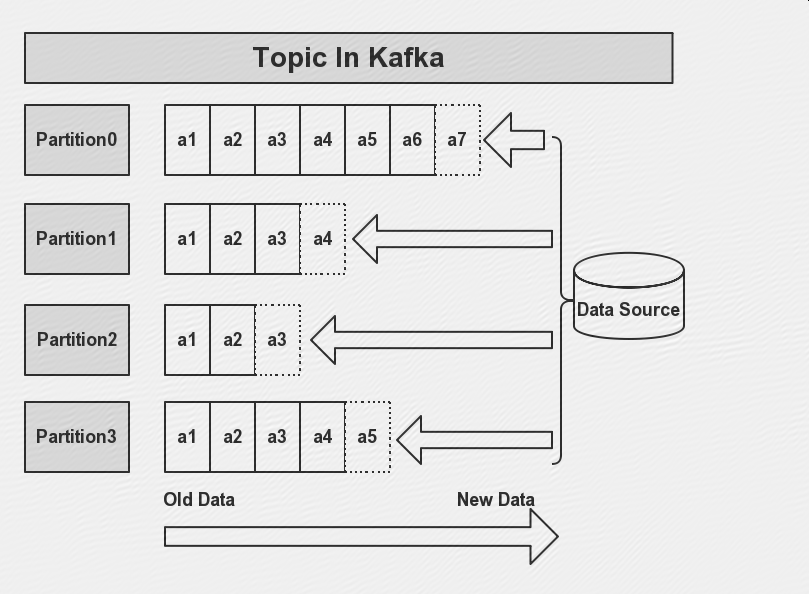 Topic In Kafka
Partition0 a1 a2 a3 a4 a5 a6 a7
Partition1 a1 a2 a3 a4
Data Source
Partition2 a1 a2 a3
Partition3 a1 a2 a3 a4 a5
Old Data New Data